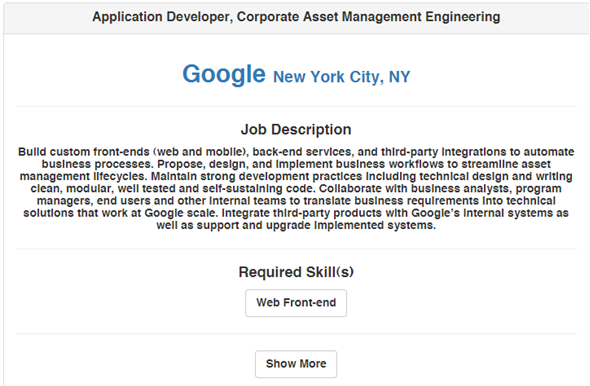 Application Developer, Corporate Asset Management Engineering
Google New York City, NY
Job Description
Build custom front-ends (web and mobile), back-end services, and third-party integrations to automate
business processes. Propose, design, and implement business workflows to streamline asset
management lifecycles. Maintain strong development practices including technical design and writing
clean, modular, well tested and self-sustaining code. Collaborate with business analysts, program
managers, end users and other internal teams to translate business requirements into technical
solutions that work at Google scale. Integrate third-party products with Google's internal systems as
well as support and upgrade implemented systems.
Required Skill(s)
Web Front-end
Show More